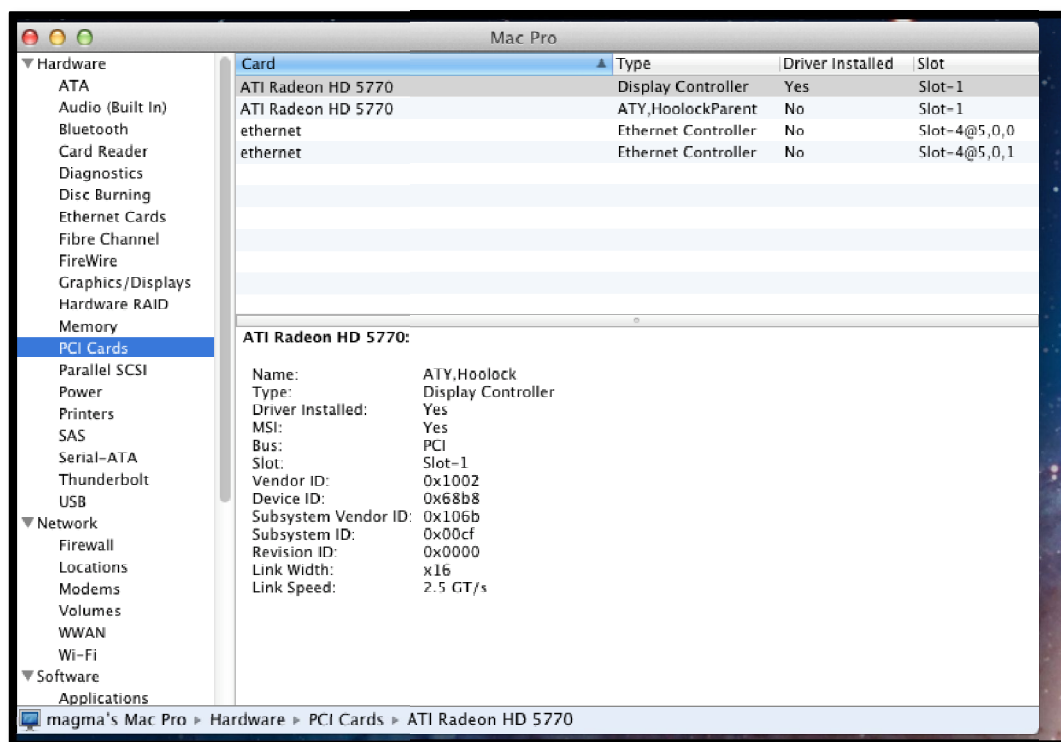 Mac Pro
Hardware
ATA
Audio (Built In)
Bluetooth
Card Reader
Diagnostics
Disc Burning
Ethernet Cards
Fibre Channel
FireWire
Graphics/Displays
Hardware RAID
Memory
PCI Cards
Parallel SCSI
Power
Printers
SAS
Serial-ATA
Thunderbolt
USB
Network
Firewall
Locations
Modems
Volumes
WWAN
Wi-Fi
Software
Applications
Card Type Driver Installed Slot
ATI Radeon HD 5770 Display Controller Yes Slot-1
ATI Radeon HD 5770 ATY,HoolockParent No Slot-1
ethernet Ethernet Controller No Slot-4@5,0,0
ethernet Ethernet Controller No Slot-4@5,0,1
ATI Radeon HD 5770:
Name: ATY,Hoolock
Type: Display Controller
Driver Installed: Yes
MSI: Yes
Bus: PCI
Slot: Slot-1
Vendor ID: 0x1002
Device ID: 0x68b8
Subsystem Vendor ID: 0x106b
Subsystem ID: 0x00cf
Revision ID: 0x0000
Link Width: x16
Link Speed: 2.5 GT/s
magma's Mac Pro ▸ Hardware ▸ PCI Cards ▸ ATI Radeon HD 5770